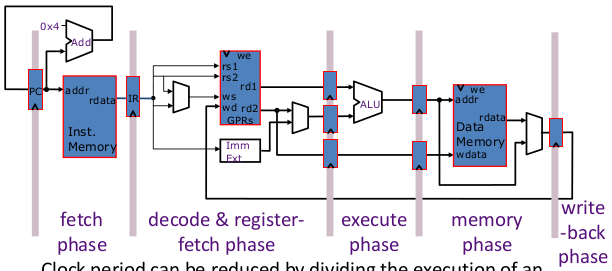 0x4
Add
PC
addr
rdata
Inst.
Memory
IR
we
rs1
rs2
rd1
ws
wd rd2
GPRs
Imm
Ext
ALU
we
addr
rdata
Data
Memory
wdata
fetch
phase
decode & register-
fetch phase
execute
phase
memory
phase
write
-back
phase
Clock period can be reduced by dividing the execution of an